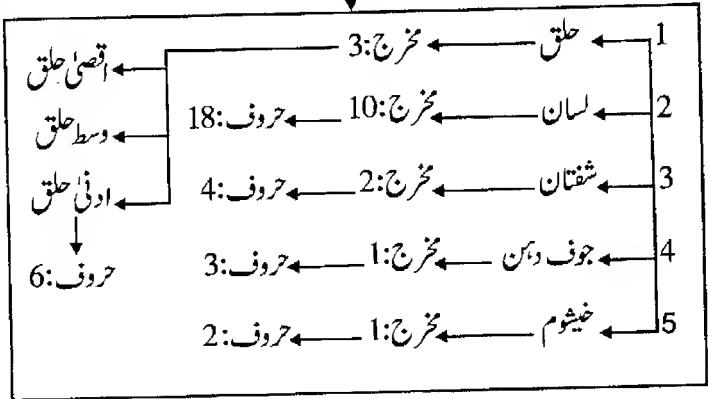 1 حلق مخرج:3 اقصیٰ حلق
وسط حلق
2 لسان مخرج:10 حروف:18
ادنیٰ حلق
3 شفتان مخرج:2 حروف:4
حروف:6
4 جوف دہن مخرج:1 حروف:3
5 خیشوم مخرج:1 حروف:2